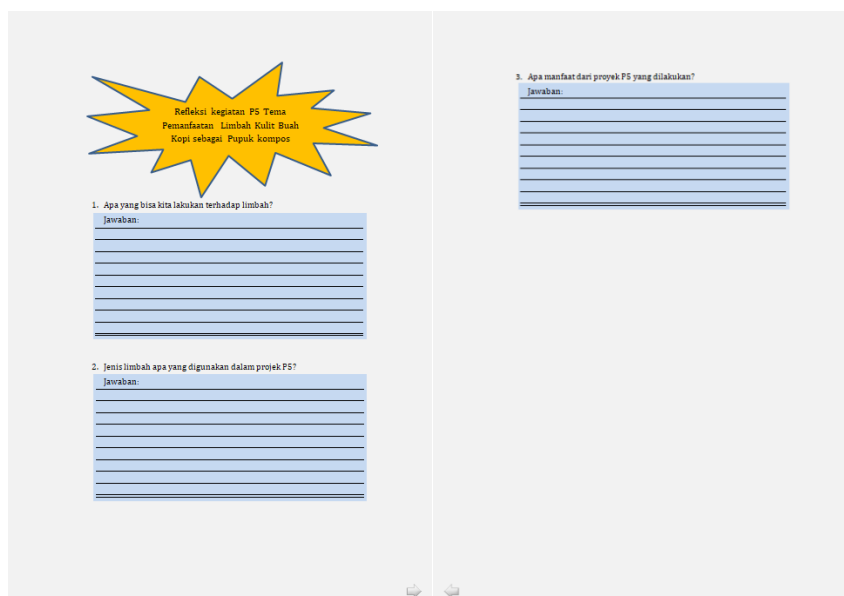 Refleksi kegiatan P5 Tema
Pemanfaatan Limbah Kulit Buah
Kopi sebagai Pupuk kompos
1. Apa yang bisa kita lakukan terhadap limbah?
Jawaban:
2. Jenis limbah apa yang digunakan dalam projek P5?
Jawaban:
3. Apa manfaat dari proyek P5 yang dilakukan?
Jawaban: